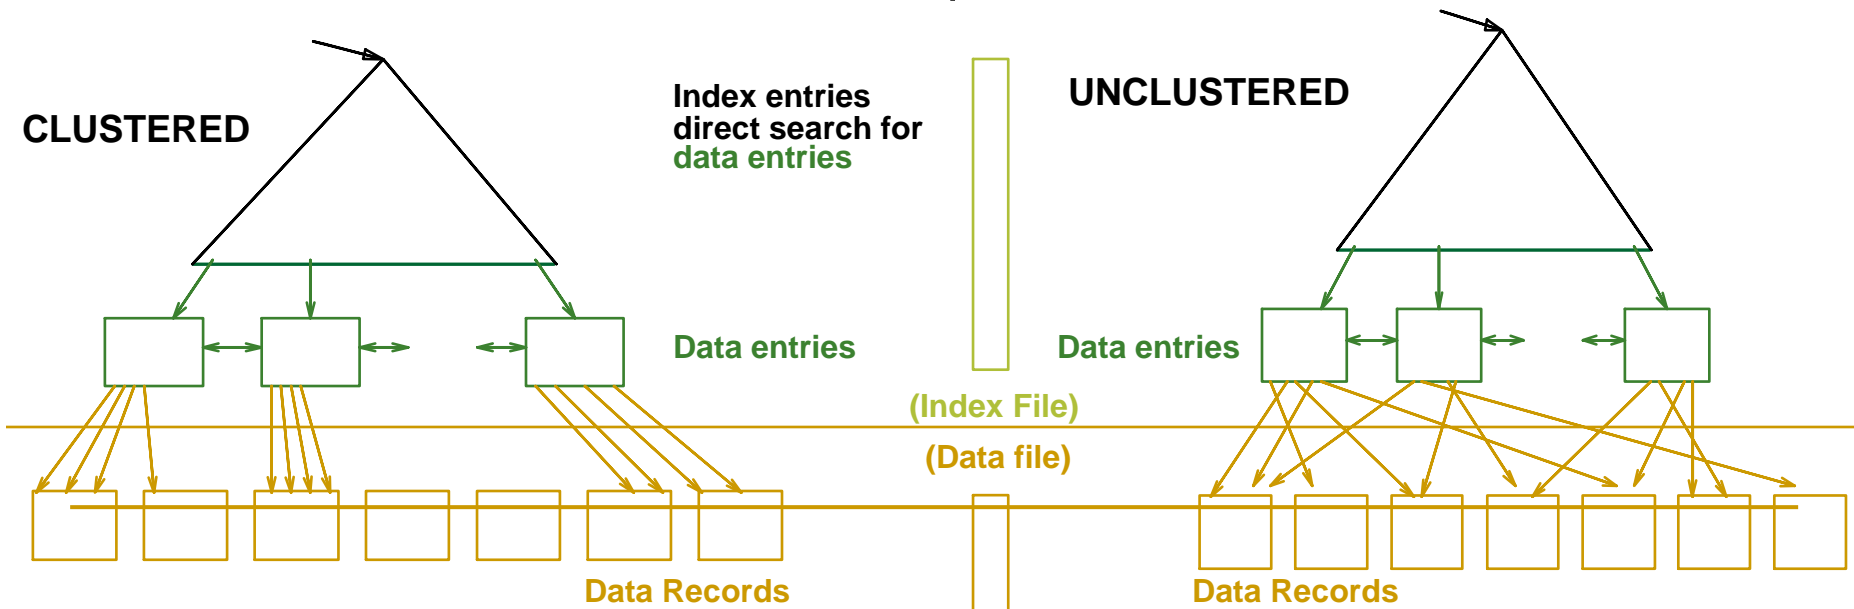 CLUSTERED
Index entries
direct search for
data entries
UNCLUSTERED
Data entries
Data entries
(Index File)
(Data file)
Data Records
Data Records